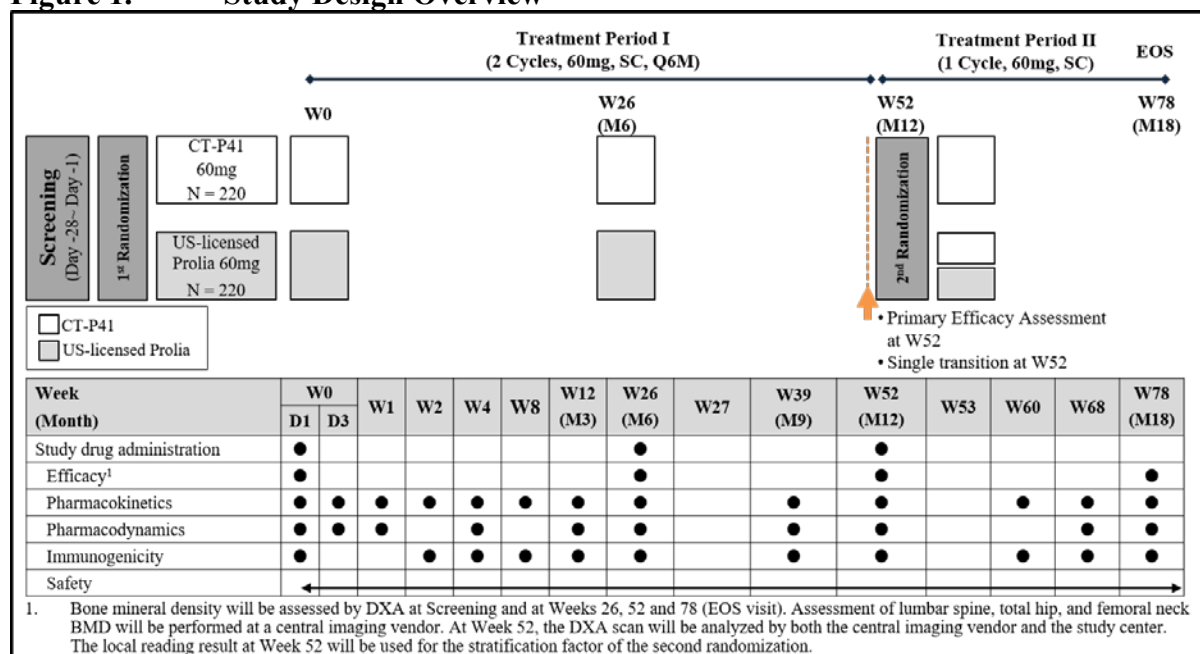 Figure 1. Study Design Overview
Treatment Period I
(2 Cycles, 60mg, SC, Q6M)
Treatment Period II
(1 Cycle, 60mg, SC)
EOS
W0
W26
(M6)
W52
(M12)
W78
(M18)
Screening
(Day -28~ Day -1)
1st Randomization
CT-P41
60mg
N = 220
US-licensed
Prolia 60mg
N = 220
2nd Randomization
CT-P41
US-licensed Prolia
• Primary Efficacy Assessment
at W52
• Single transition at W52
Week
(Month)
W0
D1 D3
W1
W2
W4
W8
W12
(M3)
W26
(M6)
W27
W39
(M9)
W52
(M12)
W53
W60
W68
W78
(M18)
Study drug administration ● ● ●
Efficacy1 ● ● ● ●
Pharmacokinetics ● ● ● ● ● ● ● ● ● ● ● ● ●
Pharmacodynamics ● ● ● ● ● ● ● ● ● ●
Immunogenicity ● ● ● ● ● ● ● ● ● ● ●
Safety
1. Bone mineral density will be assessed by DXA at Screening and at Weeks 26, 52 and 78 (EOS visit). Assessment of lumbar spine, total hip, and femoral neck
BMD will be performed at a central imaging vendor. At Week 52, the DXA scan will be analyzed by both the central imaging vendor and the study center.
The local reading result at Week 52 will be used for the stratification factor of the second randomization.